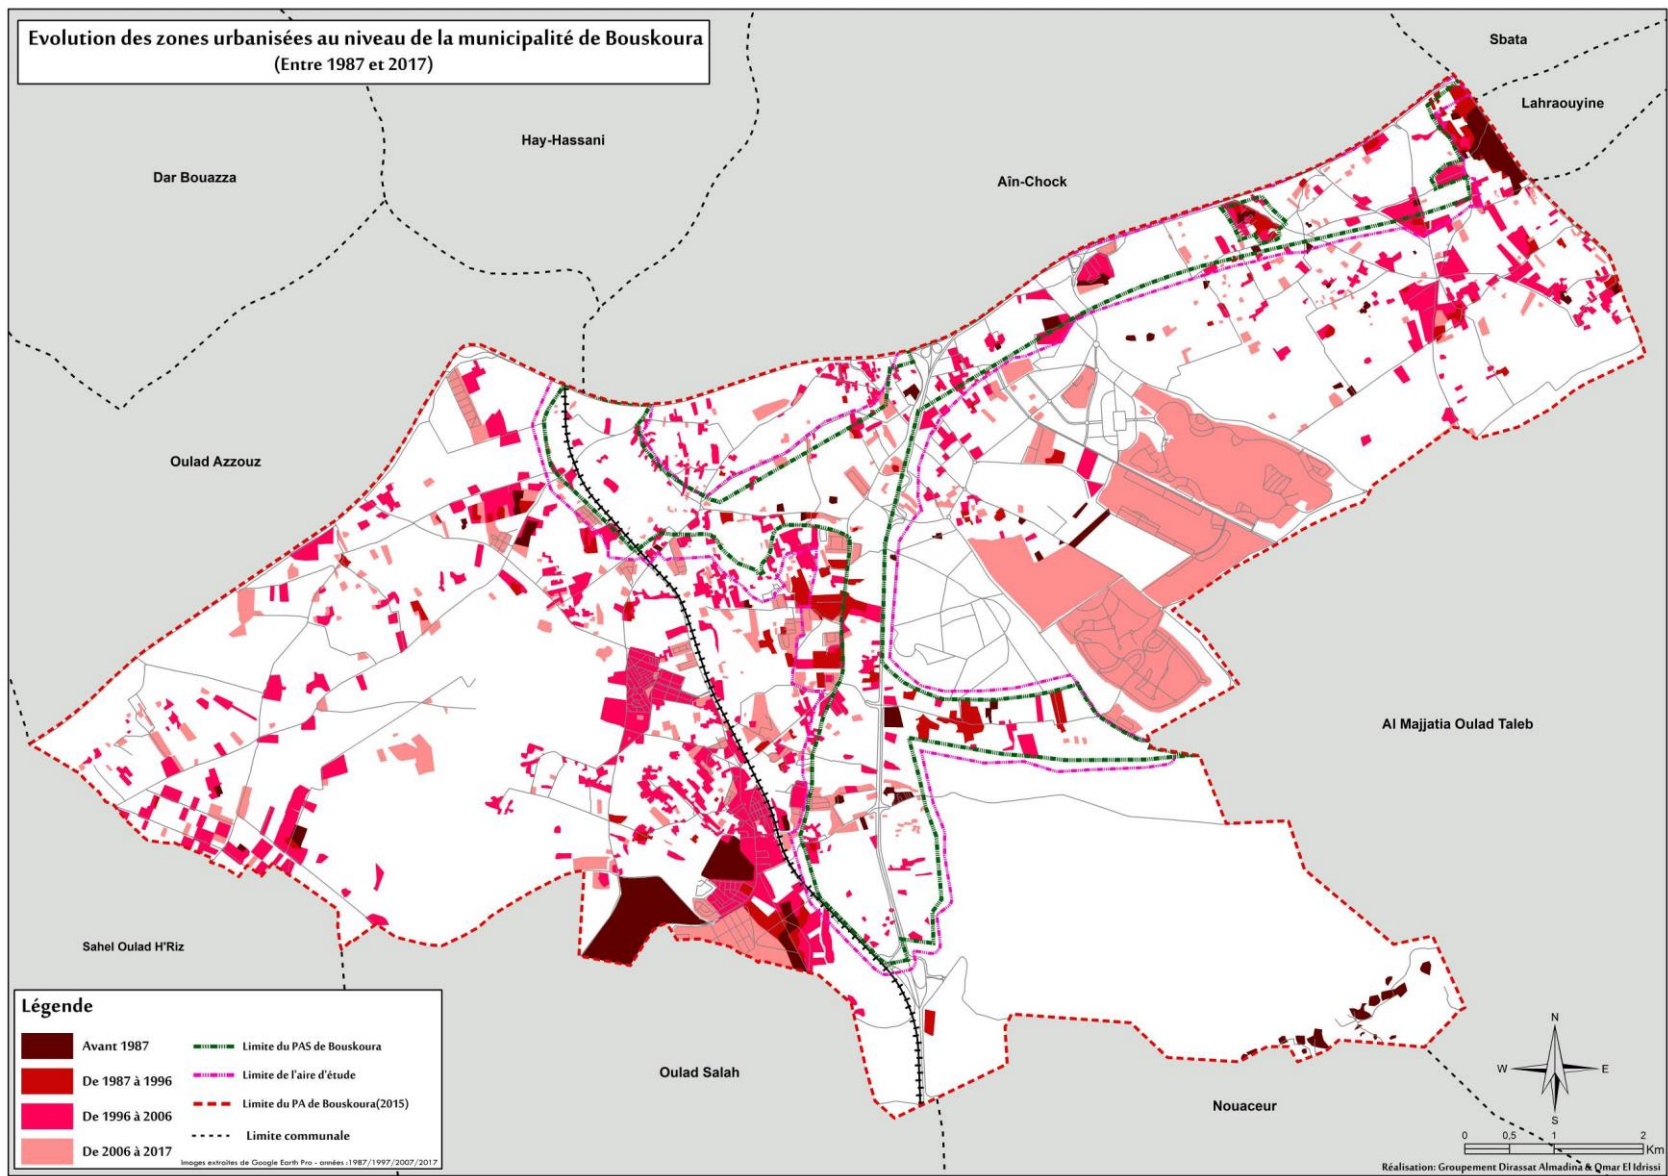 Evolution des zones urbanisées au niveau de la municipalité de Bouskoura
(Entre 1987 et 2017)
Sbata
Lahraouyine
Hay-Hassani
Dar Bouazza
Aîn-Chock
Oulad Azzouz
Al Majjatia Oulad Taleb
Sahel Oulad H'Riz
Oulad Salah
Nouaceur
Légende
Avant 1987
De 1987 à 1996
De 1996 à 2006
De 2006 à 2017
Limite du PAS de Bouskoura
Limite de l'aire d'étude
Limite du PA de Bouskoura(2015)
Limite communale
Images extraites de Google Earth Pro - années :1987/1997/2007/2017
N
W
E
S
0 0,5 1 2
Km
Réalisation: Groupement Dirassat Almadina & Omar El Idrissi